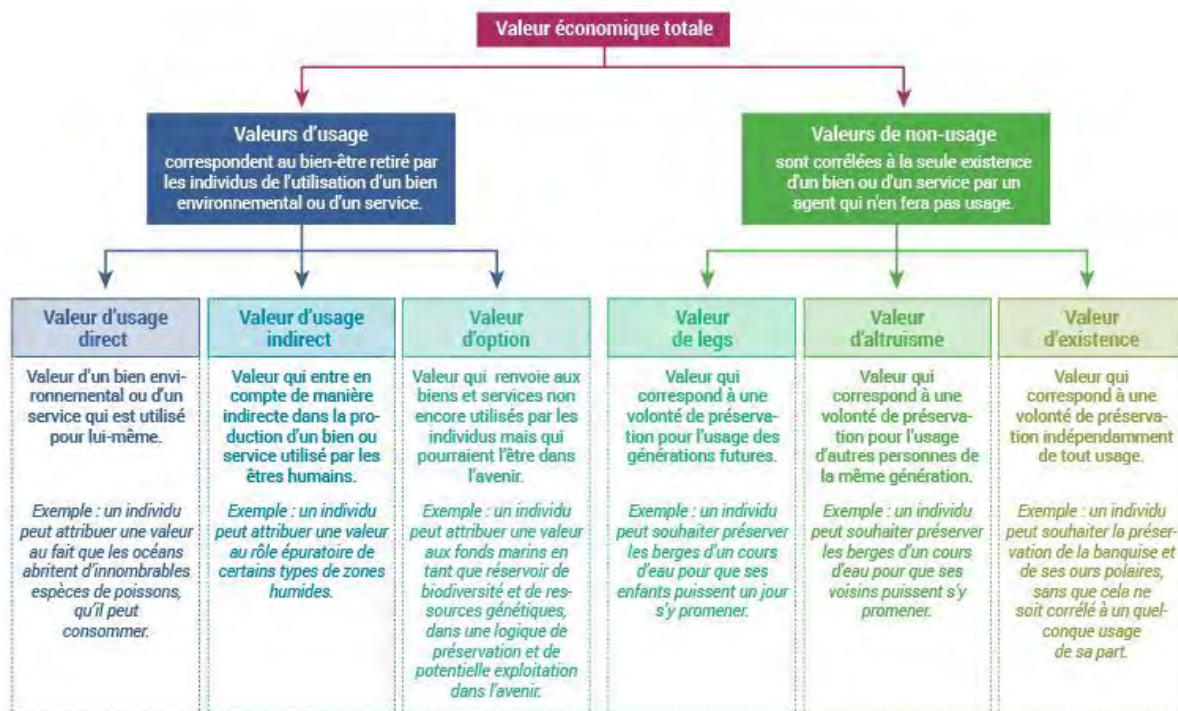 Valeur économique totale
Valeurs d'usage
correspondent au bien-être retiré par
les individus de l'utilisation d'un bien
environnemental ou d'un service.
Valeurs de non-usage
sont corrélées à la seule existence
d'un bien ou d'un service par un
agent qui n'en fera pas usage.
Valeur d'usage
direct
Valeur d'un bien envi-
ronnemental ou d'un
service qui est utilisé
pour lui-même.
Exemple : un individu
peut attribuer une valeur
au fait que les océans
abritent d'innombrables
espèces de poissons,
qu'il peut
consommer.
Valeur d'usage
indirect
Valeur qui entre en
compte de manière
indirecte dans la pro-
duction d'un bien ou
service utilisé par les
êtres humains.
Exemple : un individu
peut attribuer une valeur
au rôle épuratoire de
certains types de zones
humides.
Valeur
d'option
Valeur qui renvoie aux
biens et services non
encore utilisés par les
individus mais qui
pourraient l'être dans
l'avenir.
Exemple : un individu
peut attribuer une valeur
aux fonds marins en
tant que réservoir de
biodiversité et de res-
sources génétiques,
dans une logique de
préservation et de
potentielle exploitation
dans l'avenir.
Valeur
de legs
Valeur qui
correspond à une
volonté de préserva-
tion pour l'usage des
générations futures.
Exemple : un individu
peut souhaiter préserver
les berges d'un cours
d'eau pour que ses
enfants puissent un jour
s'y promener.
Valeur
d'altruisme
Valeur qui
correspond à une
volonté de préserva-
tion pour l'usage
d'autres personnes de
la même génération.
Exemple : un individu
peut souhaiter préserver
les berges d'un cours
d'eau pour que ses
voisins puissent s'y
promener.
Valeur
d'existence
Valeur qui
correspond à une
volonté de préserva-
tion indépendamment
de tout usage.
Exemple : un individu
peut souhaiter la préser-
vation de la banquise et
de ses ours polaires,
sans que cela ne
soit corrélé à un quel-
conque usage
de sa part.